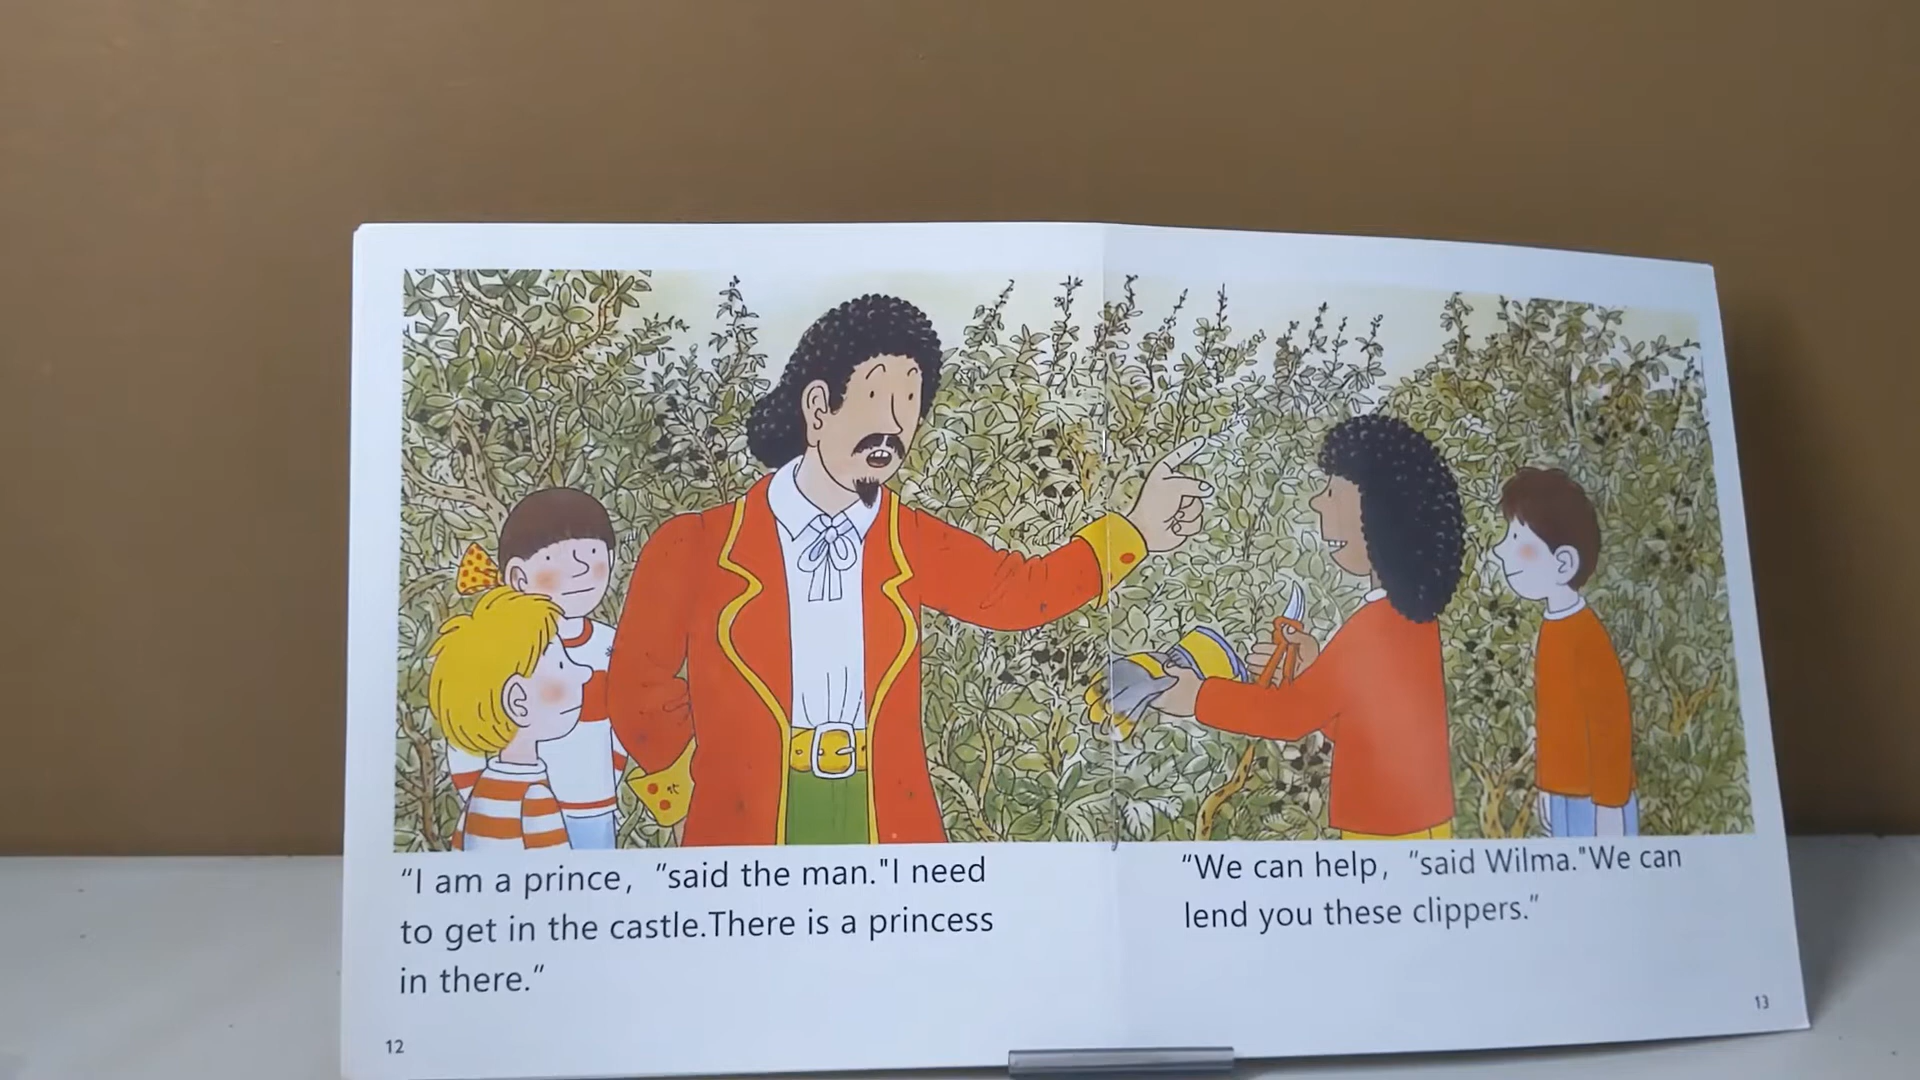 “I am a prince, “said the man."I need
to get in the castle.There is a princess
in there.”
12
“We can help, “said Wilma."We can
lend you these clippers.”
13